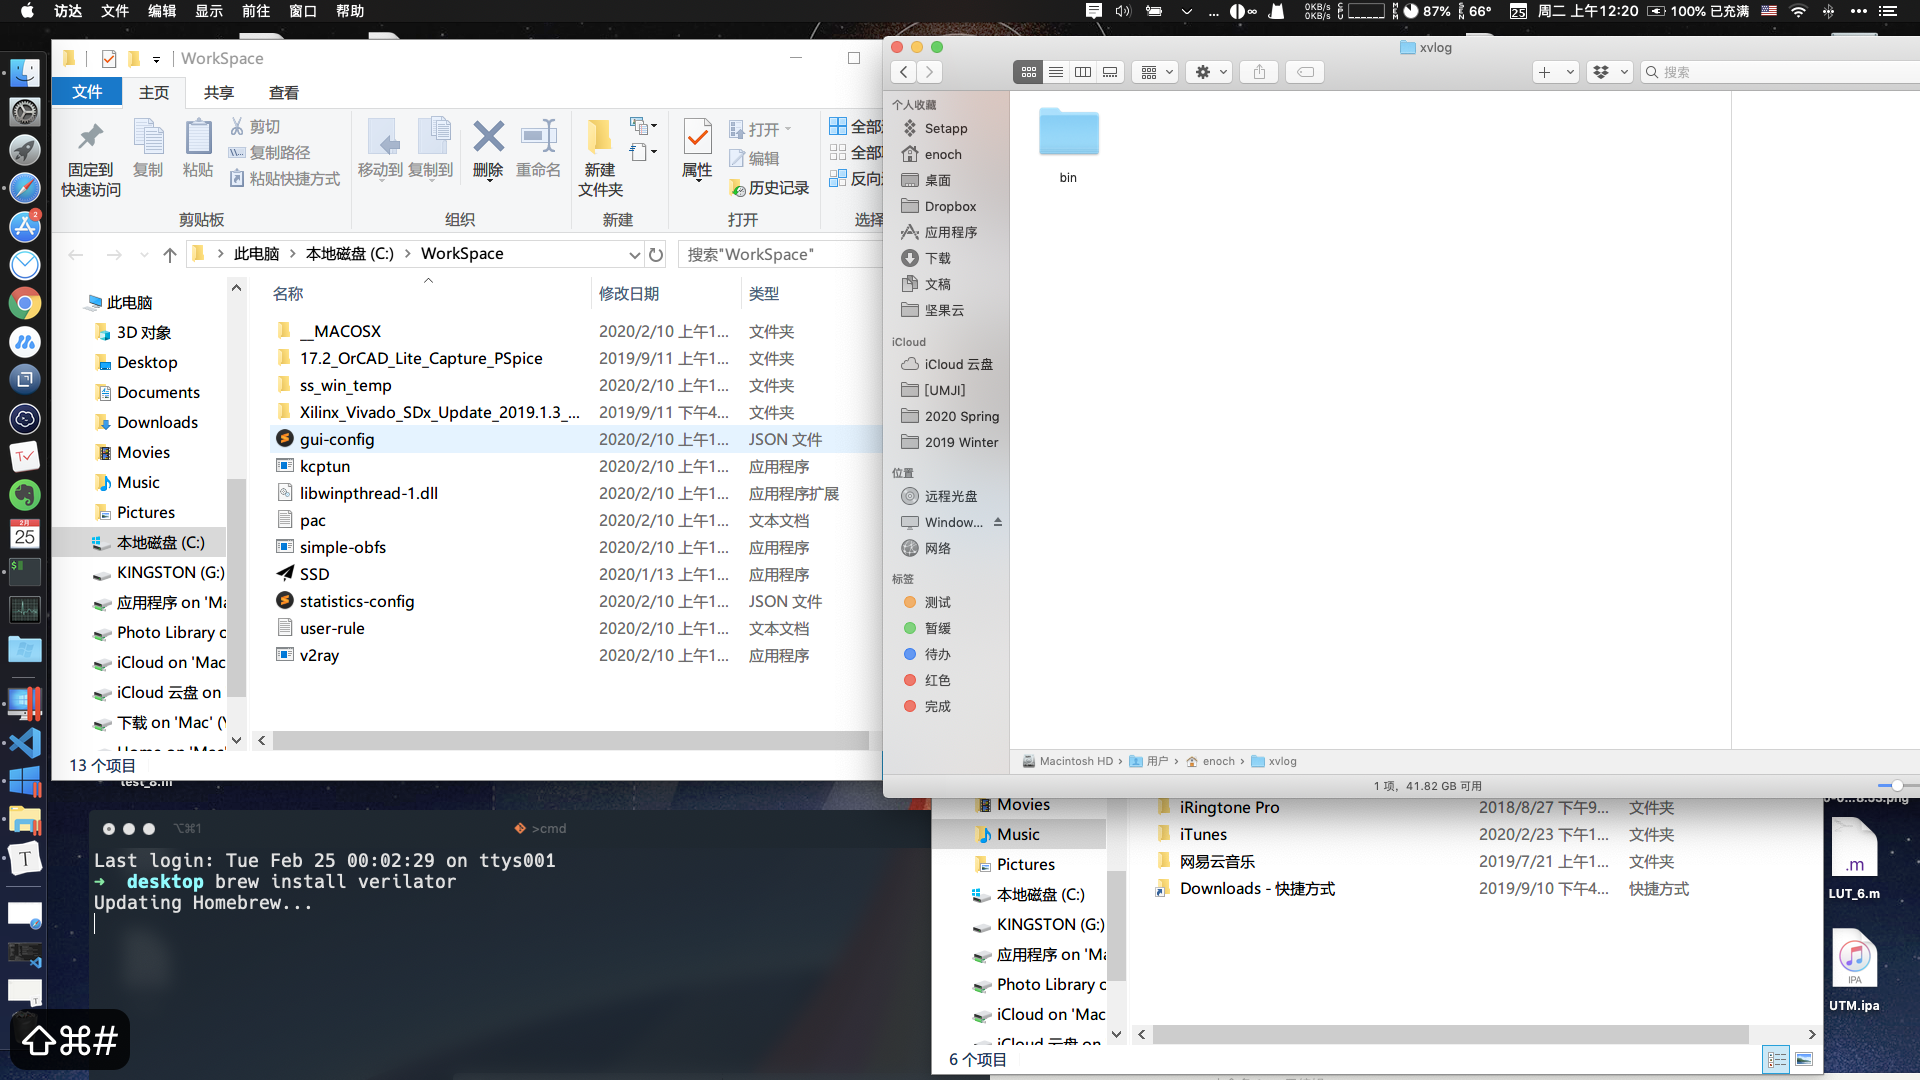 访达 文件 编辑 显示 前往 窗口 帮助
0KB/s
0KB/s
87% 66° 25 周二 上午12:20 100% 已充满
WorkSpace
文件 主页 共享 查看
固定到
快速访问
复制
粘贴
剪切
复制路径
粘贴快捷方式
剪贴板
移动到 复制到
删除 重命名
组织
新建
文件夹
新建
属性
打开
编辑
历史记录
打开
全部
全部
反向
选择
此电脑 本地磁盘 (C:) WorkSpace
搜索"WorkSpace"
此电脑
3D 对象
Desktop
Documents
Downloads
Movies
Music
Pictures
本地磁盘 (C:)
KINGSTON (G:)
应用程序 on 'Ma
Photo Library o
iCloud on 'Mac
iCloud 云盘 on
下载 on 'Mac' (
名称 修改日期 类型
__MACOSX 2020/2/10 上午1... 文件夹
17.2_OrCAD_Lite_Capture_PSpice 2019/9/11 上午1... 文件夹
ss_win_temp 2020/2/10 上午1... 文件夹
Xilinx_Vivado_SDx_Update_2019.1.3_... 2019/9/11 下午4... 文件夹
gui-config 2020/2/10 上午1... JSON 文件
kcptun 2020/2/10 上午1... 应用程序
libwinpthread-1.dll 2020/2/10 上午1... 应用程序扩展
pac 2020/2/10 上午1... 文本文档
simple-obfs 2020/2/10 上午1... 应用程序
SSD 2020/1/13 上午1... 应用程序
statistics-config 2020/2/10 上午1... JSON 文件
user-rule 2020/2/10 上午1... 文本文档
v2ray 2020/2/10 上午1... 应用程序
13 个项目
test_8.m
xvlog
搜索
个人收藏
Setapp
enoch
桌面
Dropbox
应用程序
下载
文稿
坚果云
iCloud
iCloud 云盘
[UMJI]
2020 Spring
2019 Winter
位置
远程光盘
Window...
网络
标签
测试
暂缓
待办
红色
完成
bin
Macintosh HD › 用户 › enoch › xvlog
1 项，41.82 GB 可用
⌥⌘1 >cmd
Last login: Tue Feb 25 00:02:29 on ttys001
➜ desktop brew install verilator
Updating Homebrew...
Movies
Music
Pictures
本地磁盘 (C:)
KINGSTON (G:)
应用程序 on 'Ma
Photo Library o
iCloud on 'Mac
iCloud 云盘 on
iRingtone Pro 2018/8/27 下午9... 文件夹
iTunes 2020/2/23 下午1... 文件夹
网易云音乐 2019/7/21 上午1... 文件夹
Downloads - 快捷方式 2019/9/10 下午4... 快捷方式
6 个项目
.m
LUT_6.m
IPA
UTM.ipa
2
2月
25
⇧⌘#